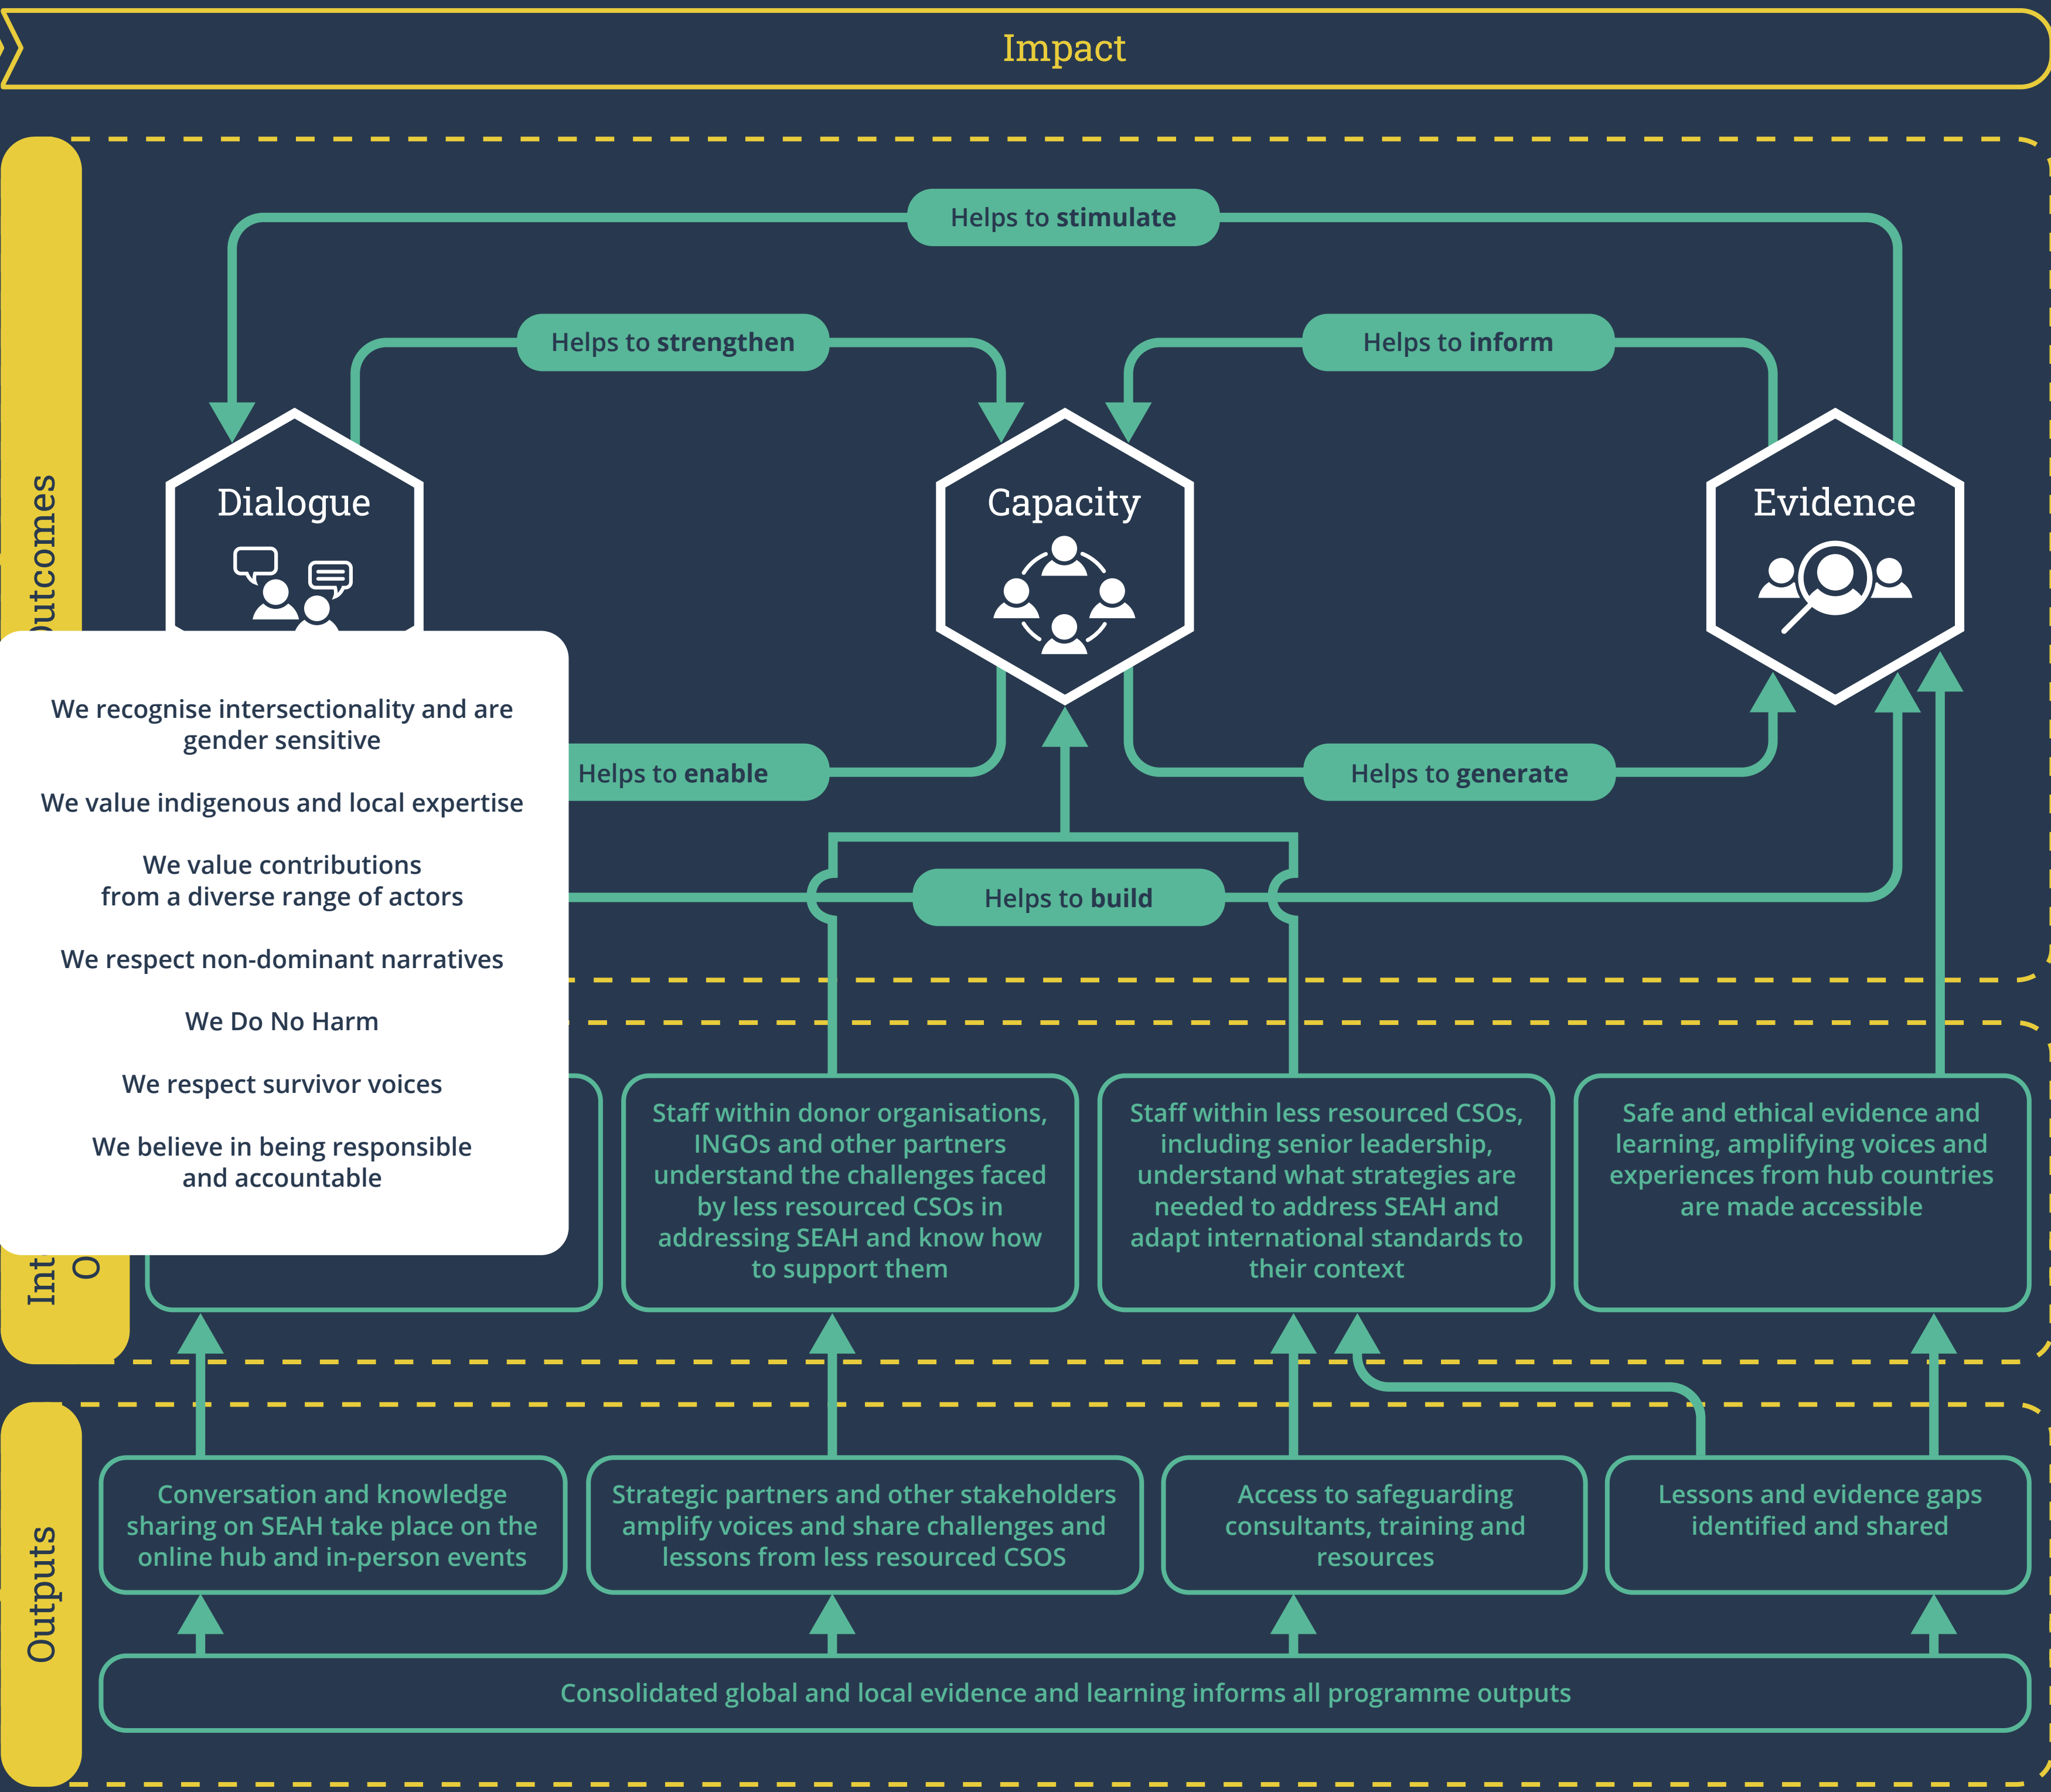 Impact
Helps to stimulate
Helps to strengthen
Helps to inform
Dialogue
Capacity
Evidence
We recognise intersectionality and are
gender sensitive
We value indigenous and local expertise
We value contributions
from a diverse range of actors
We respect non-dominant narratives
We Do No Harm
We respect survivor voices
We believe in being responsible
and accountable
Helps to enable
Helps to generate
Helps to build
Staff within donor organisations,
INGOs and other partners
understand the challenges faced
by less resourced CSOs in
addressing SEAH and know how
to support them
Staff within less resourced CSOs,
including senior leadership,
understand what strategies are
needed to address SEAH and
adapt international standards to
their context
Safe and ethical evidence and
learning, amplifying voices and
experiences from hub countries
are made accessible
Outputs
Conversation and knowledge
sharing on SEAH take place on the
online hub and in-person events
Strategic partners and other stakeholders
amplify voices and share challenges and
lessons from less resourced CSOS
Access to safeguarding
consultants, training and
resources
Lessons and evidence gaps
identified and shared
Consolidated global and local evidence and learning informs all programme outputs